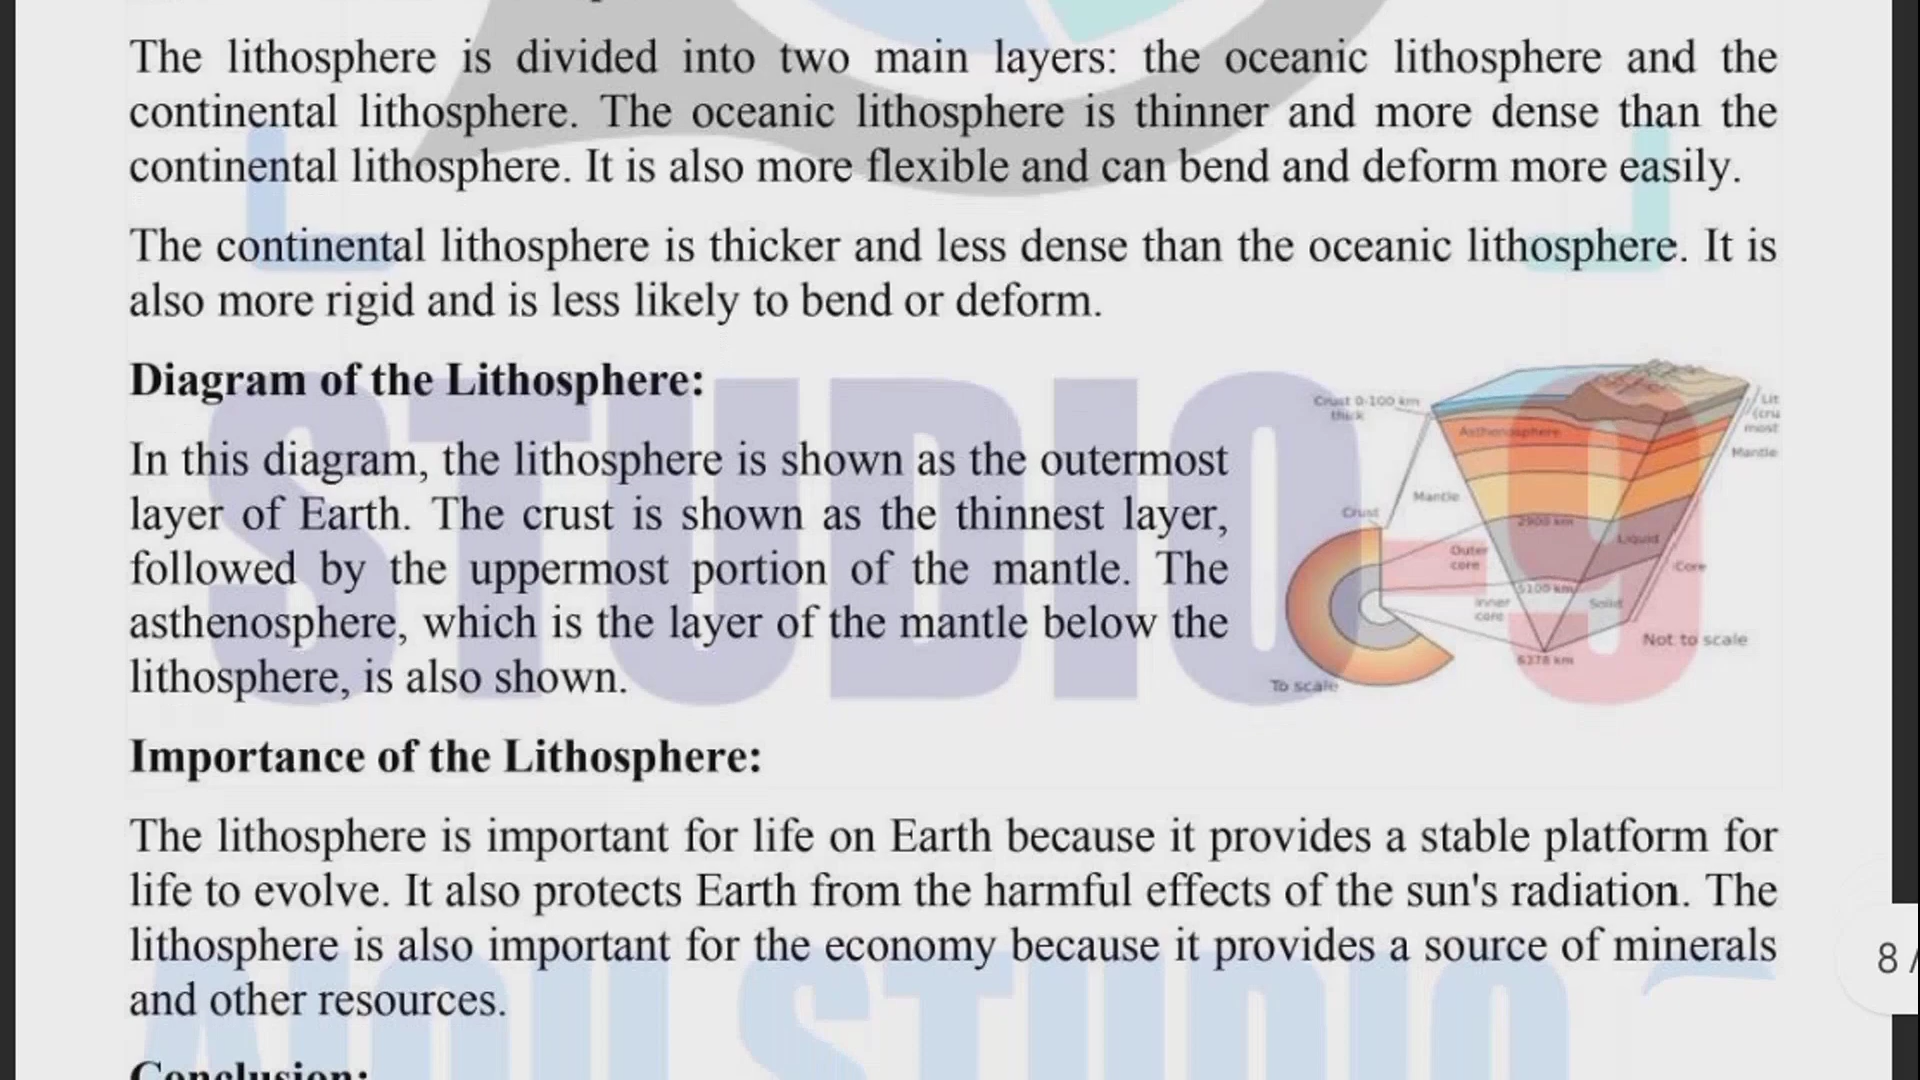 The lithosphere is divided into two main layers: the oceanic lithosphere and the
continental lithosphere. The oceanic lithosphere is thinner and more dense than the
continental lithosphere. It is also more flexible and can bend and deform more easily.
The continental lithosphere is thicker and less dense than the oceanic lithosphere. It is
also more rigid and is less likely to bend or deform.
Diagram of the Lithosphere:
In this diagram, the lithosphere is shown as the outermost
layer of Earth. The crust is shown as the thinnest layer,
followed by the uppermost portion of the mantle. The
asthenosphere, which is the layer of the mantle below the
lithosphere, is also shown.
Crust 0-100 km
thick
Lit
(cru
most
Asthenosphere
Mantle
Mantle
Crust
2900 km
Liquid
Outer
core
Core
5100 km
Inner
core
Solid
Not to scale
6378 km
To scale
STUDIO-9
Importance of the Lithosphere:
The lithosphere is important for life on Earth because it provides a stable platform for
life to evolve. It also protects Earth from the harmful effects of the sun's radiation. The
lithosphere is also important for the economy because it provides a source of minerals
and other resources.
8 /
AIOU STUDIO
Conclusion: